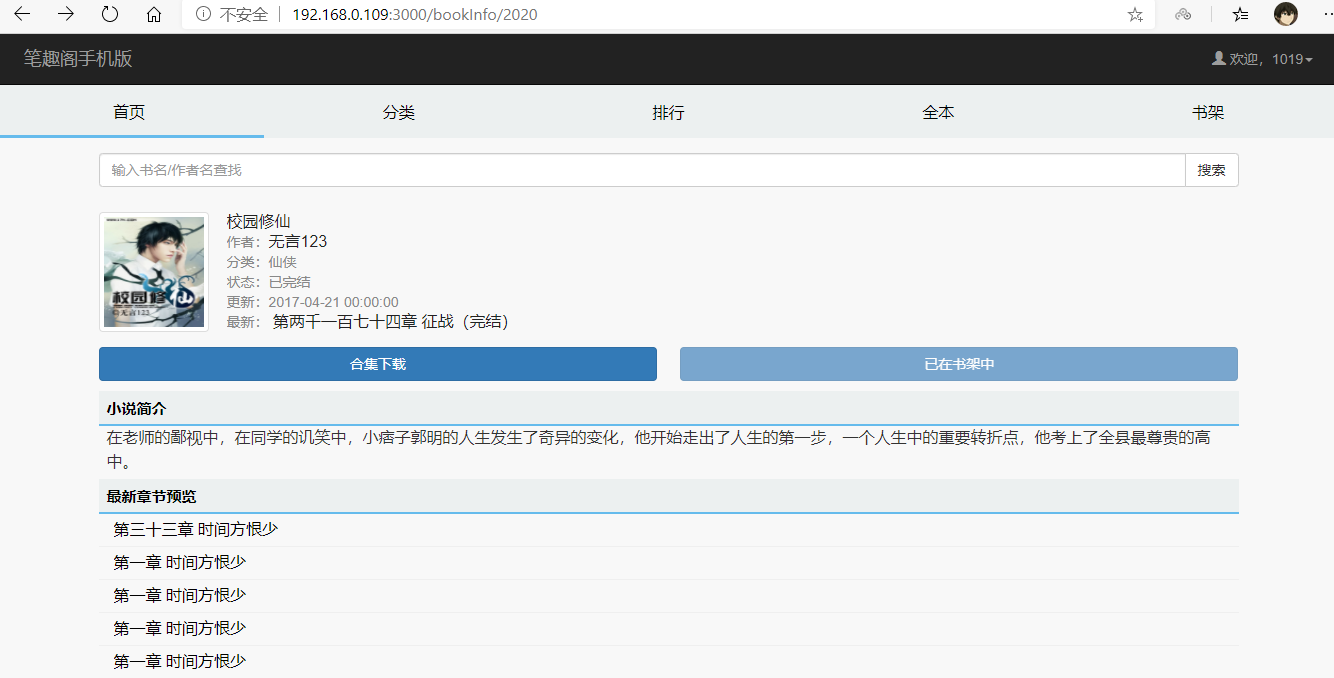 不安全 192.168.0.109:3000/bookInfo/2020
笔趣阁手机版 欢迎，1019
首页 分类 排行 全本 书架
输入书名/作者名查找 搜索
校园修仙
作者：无言123
分类：仙侠
状态：已完结
更新：2017-04-21 00:00:00
最新： 第两千一百七十四章 征战（完结）
校园修仙
无言123
合集下载 已在书架中
小说简介
在老师的鄙视中，在同学的讥笑中，小痞子郭明的人生发生了奇异的变化，他开始走出了人生的第一步，一个人生中的重要转折点，他考上了全县最尊贵的高
中。
最新章节预览
第三十三章 时间方恨少
第一章 时间方恨少
第一章 时间方恨少
第一章 时间方恨少
第一章 时间方恨少